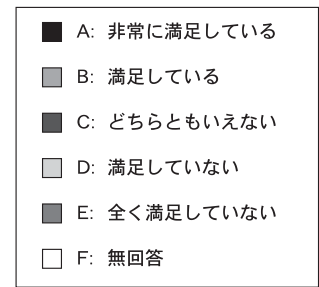 A: 非常に満足している
B: 満足している
C: どちらともいえない
D: 満足していない
E: 全く満足していない
F: 無回答